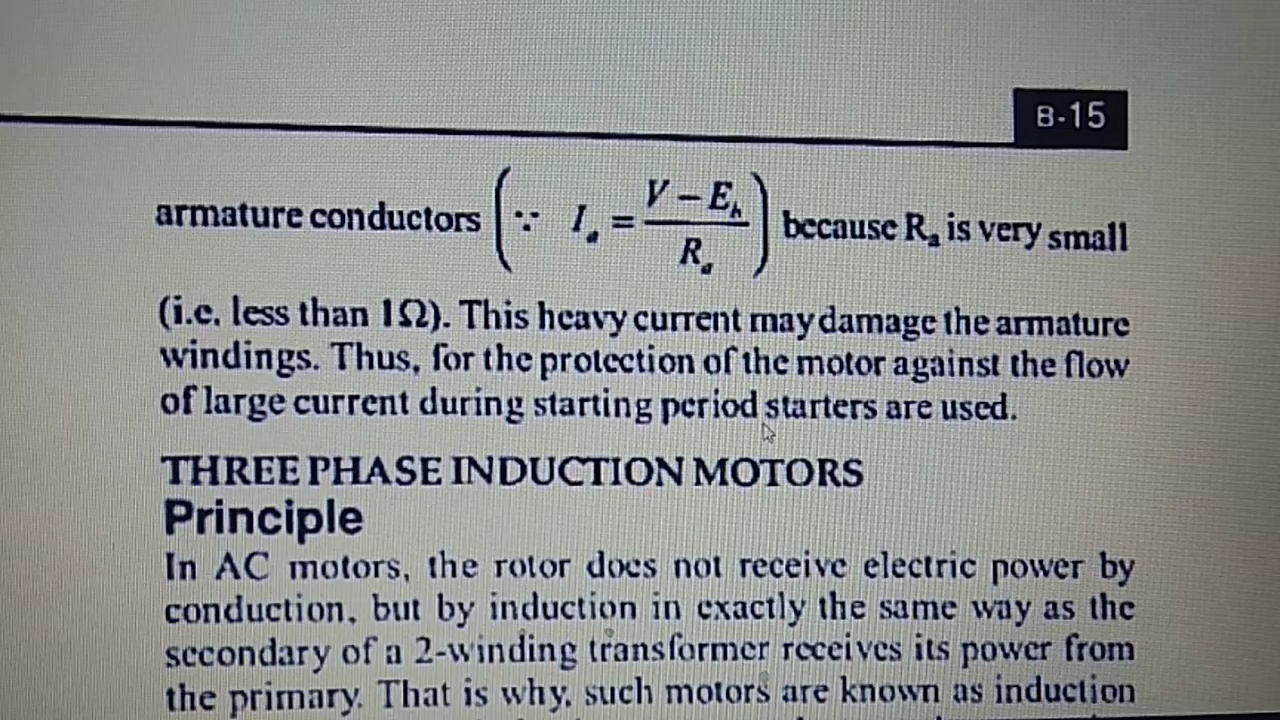 B-15
armature conductors (∵ Iₐ = (V – E_b) / Rₐ) because Rₐ is very small
(i.e. less than 1Ω). This heavy current may damage the armature
windings. Thus, for the protection of the motor against the flow
of large current during starting period starters are used.
THREE PHASE INDUCTION MOTORS
Principle
In AC motors, the rotor does not receive electric power by
conduction, but by induction in exactly the same way as the
secondary of a 2-winding transformer receives its power from
the primary. That is why, such motors are known as induction